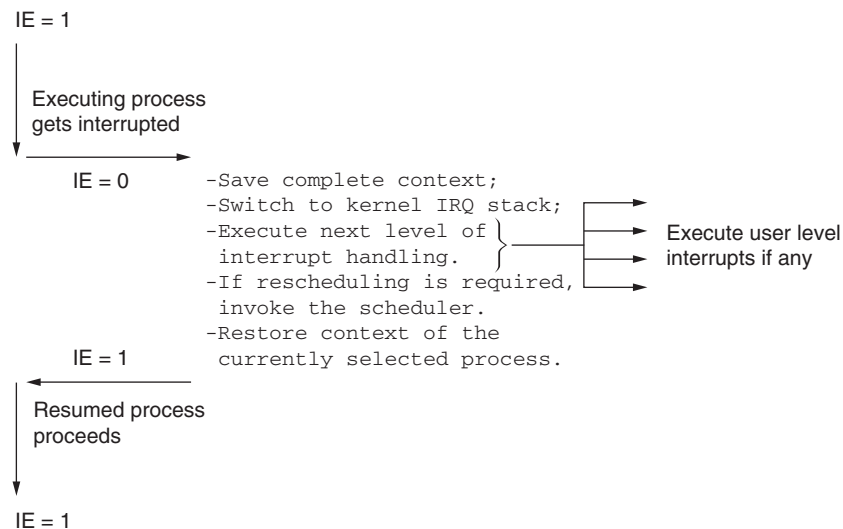 IE = 1
Executing process
gets interrupted
IE = 0
-Save complete context;
-Switch to kernel IRQ stack;
-Execute next level of
interrupt handling.
-If rescheduling is required,
invoke the scheduler.
-Restore context of the
currently selected process.
Execute user level
interrupts if any
IE = 1
Resumed process
proceeds
IE = 1